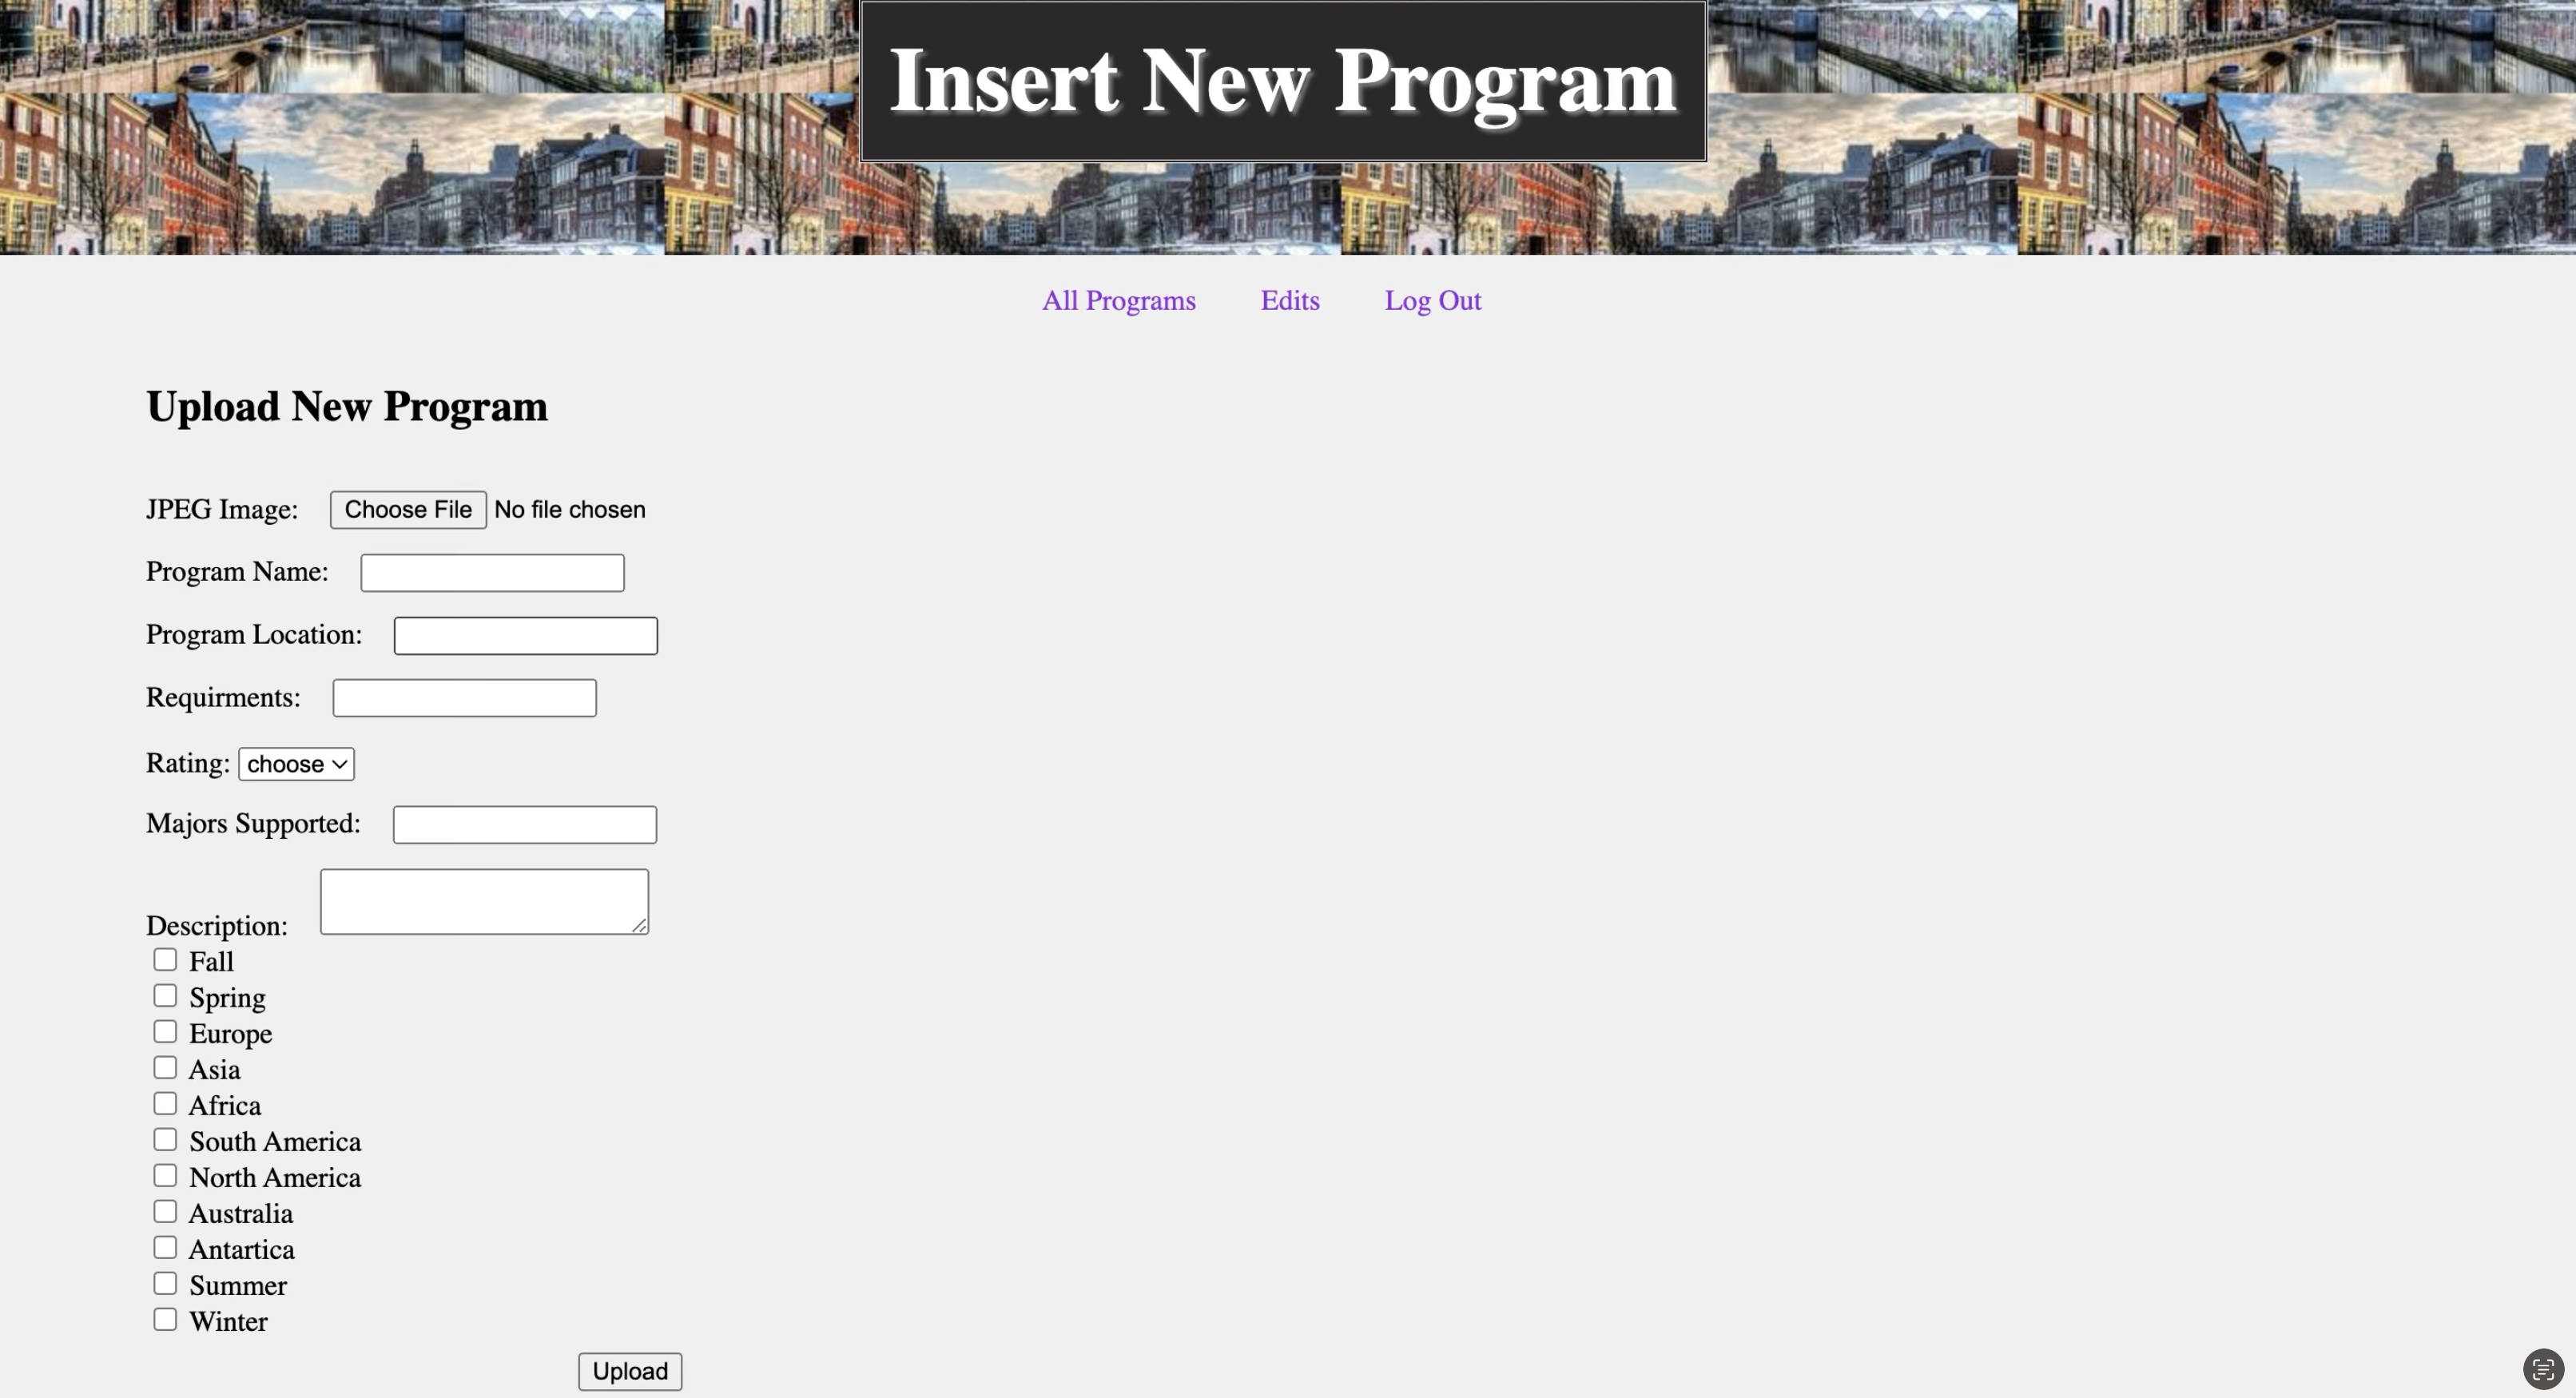 Insert New Program
All Programs Edits Log Out
Upload New Program
JPEG Image: Choose File No file chosen
Program Name:
Program Location:
Requirments:
Rating: choose
Majors Supported:
Description:
Fall
Spring
Europe
Asia
Africa
South America
North America
Australia
Antartica
Summer
Winter
Upload